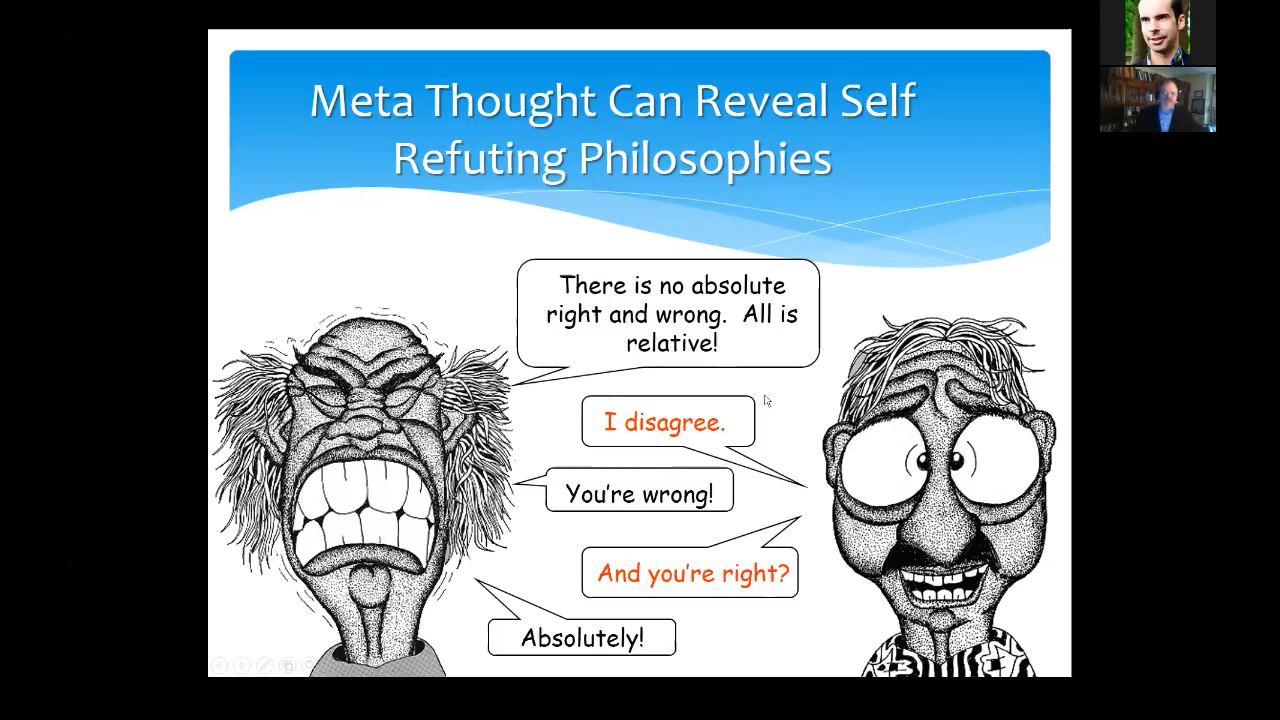 Meta Thought Can Reveal Self
Refuting Philosophies
There is no absolute
right and wrong.  All is
relative!
I disagree.
You're wrong!
And you're right?
Absolutely!